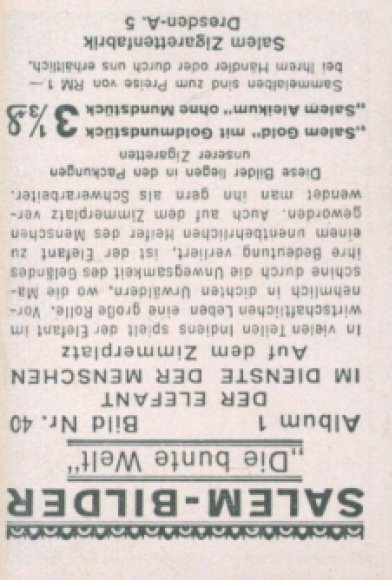 SALEM-BILDER
„Die bunte Welt"
Album 1 Bild Nr. 40
DER ELEFANT
IM DIENSTE DER MENSCHEN
Auf dem Zimmerplatz
In vielen Teilen Indiens spielt der Elefant im
wirtschaftlichen Leben eine große Rolle. Vor-
nehmlich in dichten Urwäldern, wo die Ma-
schine durch die Unwegsamkeit des Geländes
ihre Bedeutung verliert, ist der Elefant zu
einem unentbehrlichen Helfer des Menschen
geworden. Auch auf dem Zimmerplatz ver-
wendet man ihn gern als Schwerarbeiter.
Diese Bilder liegen in den Packungen
unserer Zigaretten
„Salem Gold" mit Goldmundstück
„Salem Aleikum" ohne Mundstück 3⅓ ₰
Sammelalben sind zum Preise von RM 1.—
bei Ihrem Händler oder durch uns erhältlich.
Salem Zigarettenfabrik
Dresden-A. 5